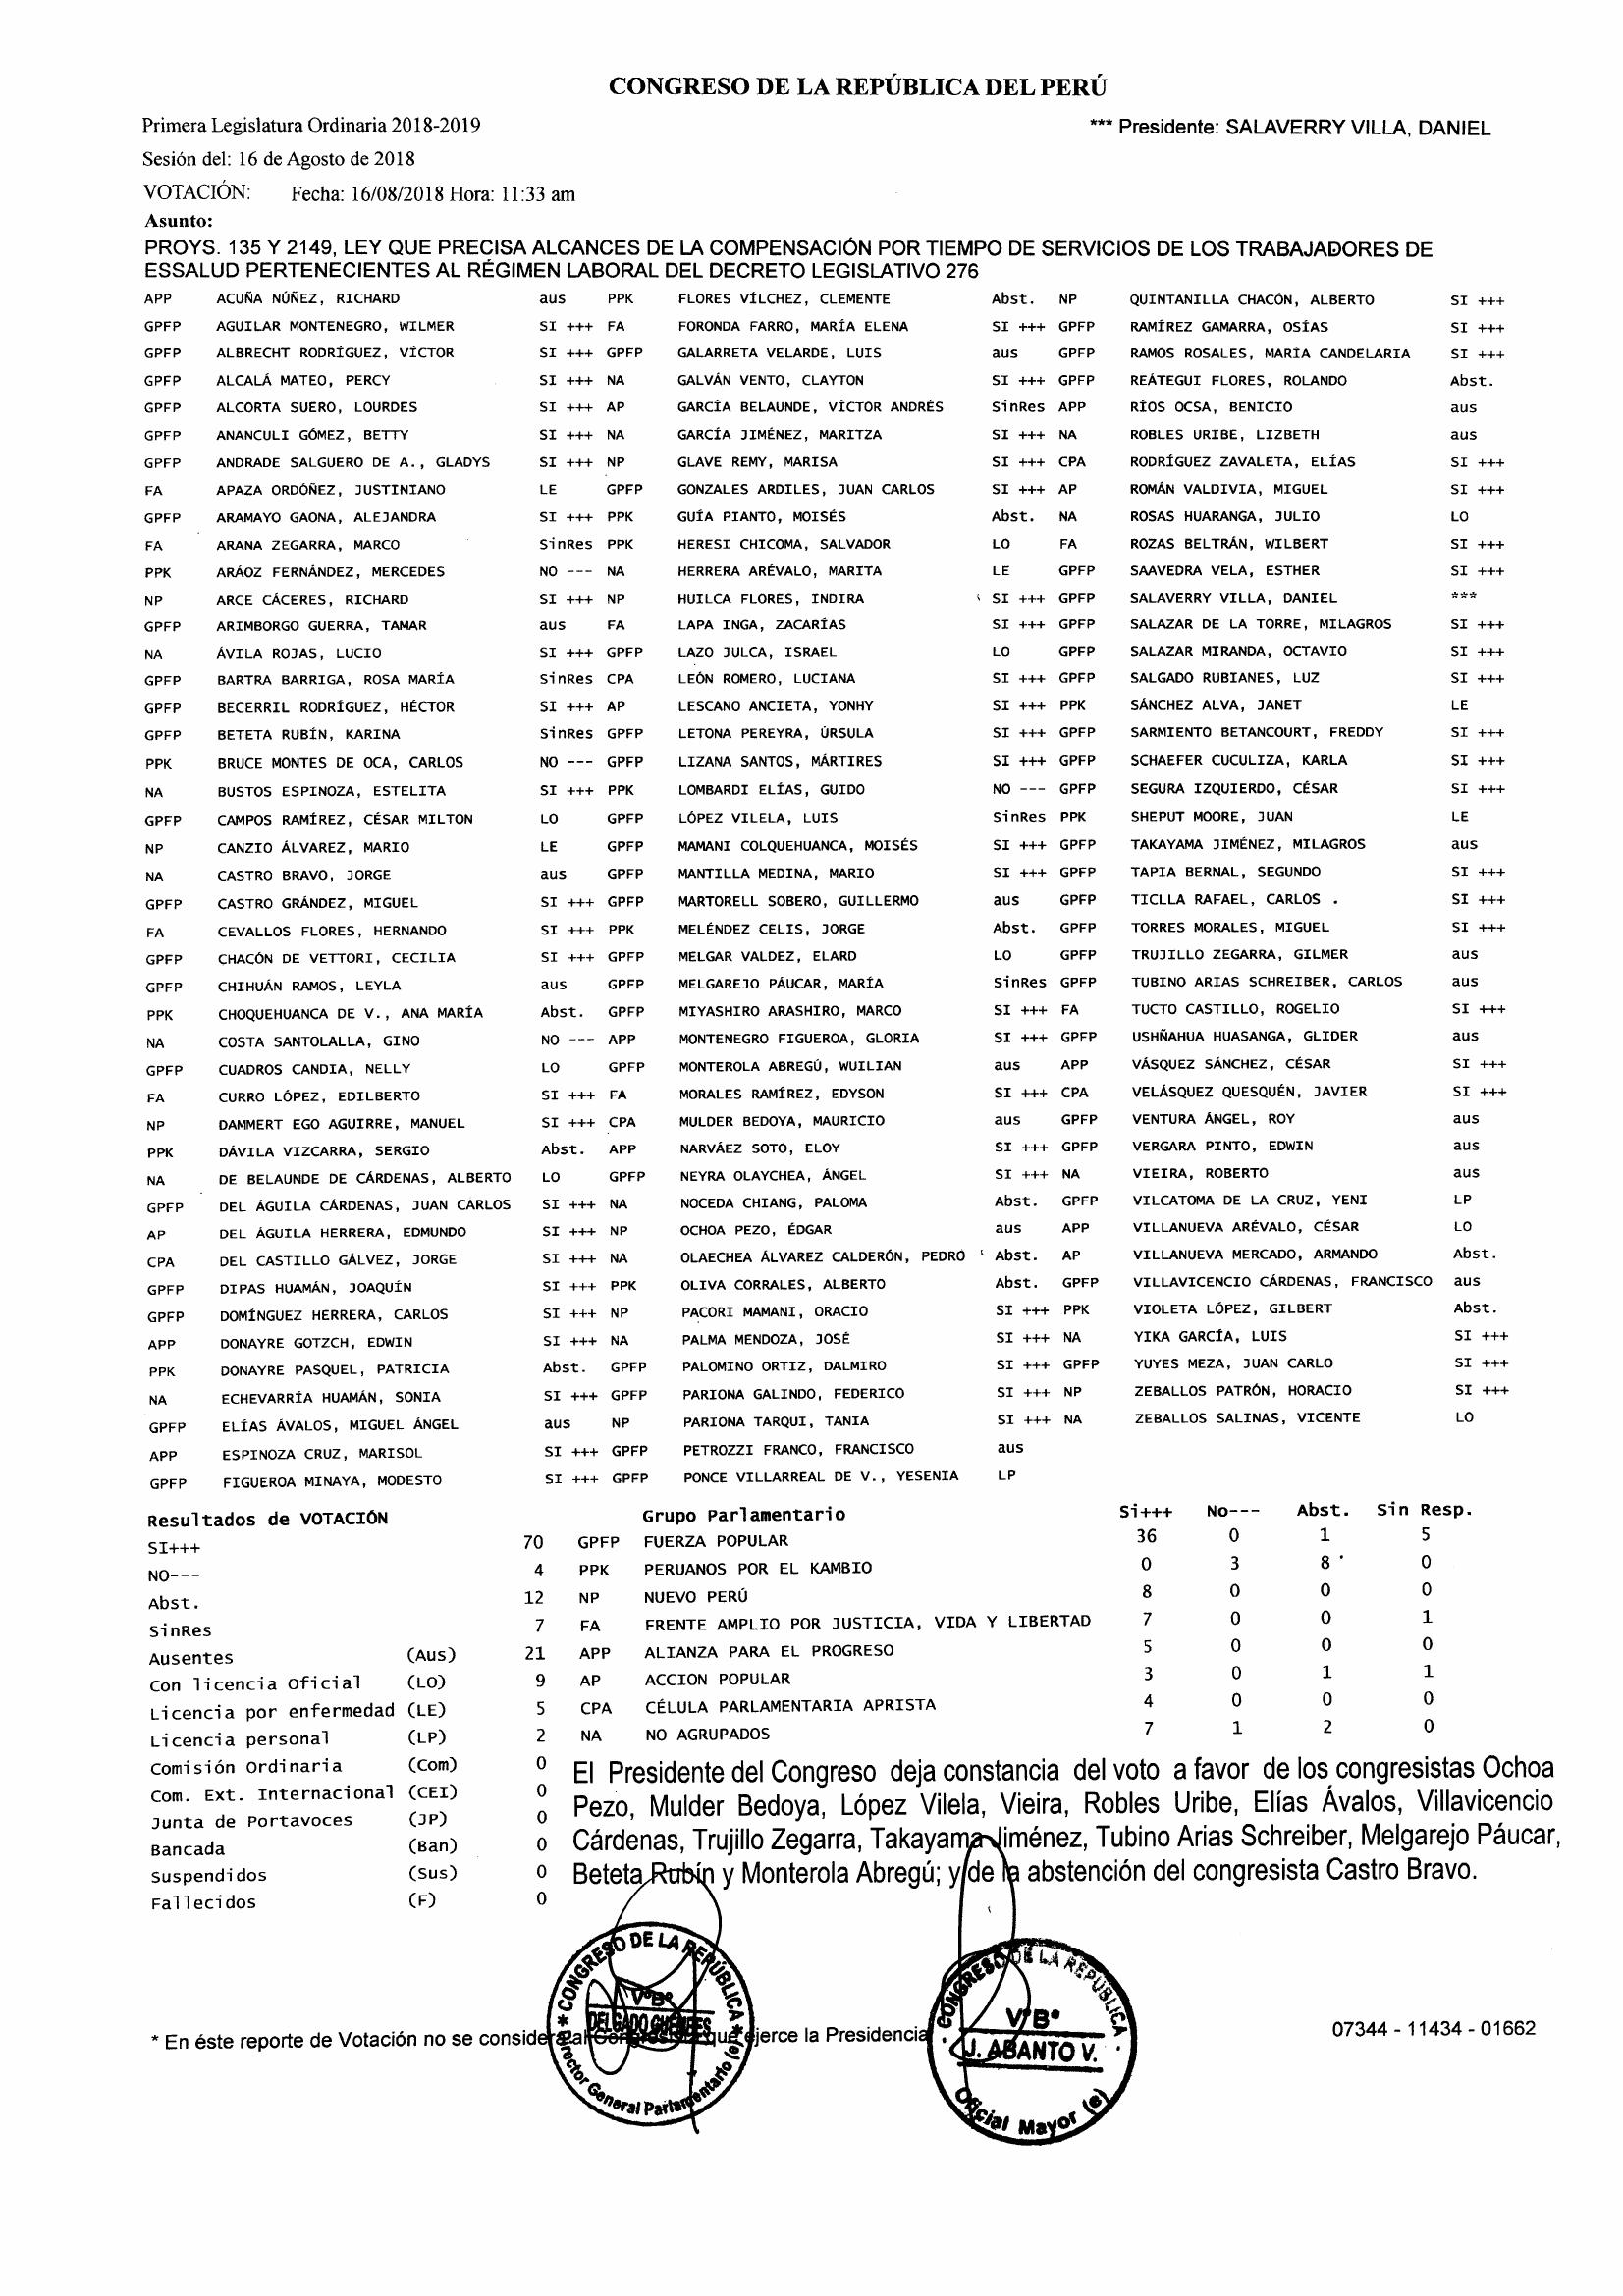 CONGRESO DE LA REPÚBLICA DEL PERÚ
Primera Legislatura Ordinaria 2018-2019 *** Presidente: SALAVERRY VILLA, DANIEL
Sesión del: 16 de Agosto de 2018
VOTACIÓN: Fecha: 16/08/2018 Hora: 11:33 am
Asunto:
PROYS. 135 Y 2149, LEY QUE PRECISA ALCANCES DE LA COMPENSACIÓN POR TIEMPO DE SERVICIOS DE LOS TRABAJADORES DE
ESSALUD PERTENECIENTES AL RÉGIMEN LABORAL DEL DECRETO LEGISLATIVO 276
APP ACUÑA NÚÑEZ, RICHARD aus PPK FLORES VÍLCHEZ, CLEMENTE Abst. NP QUINTANILLA CHACÓN, ALBERTO SI +++
GPFP AGUILAR MONTENEGRO, WILMER SI +++ FA FORONDA FARRO, MARÍA ELENA SI +++ GPFP RAMÍREZ GAMARRA, OSÍAS SI +++
GPFP ALBRECHT RODRÍGUEZ, VÍCTOR SI +++ GPFP GALARRETA VELARDE, LUIS aus GPFP RAMOS ROSALES, MARÍA CANDELARIA SI +++
GPFP ALCALÁ MATEO, PERCY SI +++ NA GALVÁN VENTO, CLAYTON SI +++ GPFP REÁTEGUI FLORES, ROLANDO Abst.
GPFP ALCORTA SUERO, LOURDES SI +++ AP GARCÍA BELAUNDE, VÍCTOR ANDRÉS SinRes APP RÍOS OCSA, BENICIO aus
GPFP ANANCULI GÓMEZ, BETTY SI +++ NA GARCÍA JIMÉNEZ, MARITZA SI +++ NA ROBLES URIBE, LIZBETH aus
GPFP ANDRADE SALGUERO DE A., GLADYS SI +++ NP GLAVE REMY, MARISA SI +++ CPA RODRÍGUEZ ZAVALETA, ELÍAS SI +++
FA APAZA ORDÓÑEZ, JUSTINIANO LE GPFP GONZALES ARDILES, JUAN CARLOS SI +++ AP ROMÁN VALDIVIA, MIGUEL SI +++
GPFP ARAMAYO GAONA, ALEJANDRA SI +++ PPK GUÍA PIANTO, MOISÉS Abst. NA ROSAS HUARANGA, JULIO LO
FA ARANA ZEGARRA, MARCO SinRes PPK HERESI CHICOMA, SALVADOR LO FA ROZAS BELTRÁN, WILBERT SI +++
PPK ARÁOZ FERNÁNDEZ, MERCEDES NO --- NA HERRERA ARÉVALO, MARITA LE GPFP SAAVEDRA VELA, ESTHER SI +++
NP ARCE CÁCERES, RICHARD SI +++ NP HUILCA FLORES, INDIRA SI +++ GPFP SALAVERRY VILLA, DANIEL ***
GPFP ARIMBORGO GUERRA, TAMAR aus FA LAPA INGA, ZACARÍAS SI +++ GPFP SALAZAR DE LA TORRE, MILAGROS SI +++
NA ÁVILA ROJAS, LUCIO SI +++ GPFP LAZO JULCA, ISRAEL LO GPFP SALAZAR MIRANDA, OCTAVIO SI +++
GPFP BARTRA BARRIGA, ROSA MARÍA SinRes CPA LEÓN ROMERO, LUCIANA SI +++ GPFP SALGADO RUBIANES, LUZ SI +++
GPFP BECERRIL RODRÍGUEZ, HÉCTOR SI +++ AP LESCANO ANCIETA, YONHY SI +++ PPK SÁNCHEZ ALVA, JANET LE
GPFP BETETA RUBÍN, KARINA SinRes GPFP LETONA PEREYRA, ÚRSULA SI +++ GPFP SARMIENTO BETANCOURT, FREDDY SI +++
PPK BRUCE MONTES DE OCA, CARLOS NO --- GPFP LIZANA SANTOS, MÁRTIRES SI +++ GPFP SCHAEFER CUCULIZA, KARLA SI +++
NA BUSTOS ESPINOZA, ESTELITA SI +++ PPK LOMBARDI ELÍAS, GUIDO NO --- GPFP SEGURA IZQUIERDO, CÉSAR SI +++
GPFP CAMPOS RAMÍREZ, CÉSAR MILTON LO GPFP LÓPEZ VILELA, LUIS SinRes PPK SHEPUT MOORE, JUAN LE
NP CANZIO ÁLVAREZ, MARIO LE GPFP MAMANI COLQUEHUANCA, MOISÉS SI +++ GPFP TAKAYAMA JIMÉNEZ, MILAGROS aus
NA CASTRO BRAVO, JORGE aus GPFP MANTILLA MEDINA, MARIO SI +++ GPFP TAPIA BERNAL, SEGUNDO SI +++
GPFP CASTRO GRÁNDEZ, MIGUEL SI +++ GPFP MARTORELL SOBERO, GUILLERMO aus GPFP TICLLA RAFAEL, CARLOS . SI +++
FA CEVALLOS FLORES, HERNANDO SI +++ PPK MELÉNDEZ CELIS, JORGE Abst. GPFP TORRES MORALES, MIGUEL SI +++
GPFP CHACÓN DE VETTORI, CECILIA SI +++ GPFP MELGAR VALDEZ, ELARD LO GPFP TRUJILLO ZEGARRA, GILMER aus
GPFP CHIHUÁN RAMOS, LEYLA aus GPFP MELGAREJO PÁUCAR, MARÍA SinRes GPFP TUBINO ARIAS SCHREIBER, CARLOS aus
PPK CHOQUEHUANCA DE V., ANA MARÍA Abst. GPFP MIYASHIRO ARASHIRO, MARCO SI +++ FA TUCTO CASTILLO, ROGELIO SI +++
NA COSTA SANTOLALLA, GINO NO --- APP MONTENEGRO FIGUEROA, GLORIA SI +++ GPFP USHÑAHUA HUASANGA, GLIDER aus
GPFP CUADROS CANDIA, NELLY LO GPFP MONTEROLA ABREGÚ, WUILIAN aus APP VÁSQUEZ SÁNCHEZ, CÉSAR SI +++
FA CURRO LÓPEZ, EDILBERTO SI +++ FA MORALES RAMÍREZ, EDYSON SI +++ CPA VELÁSQUEZ QUESQUÉN, JAVIER SI +++
NP DAMMERT EGO AGUIRRE, MANUEL SI +++ CPA MULDER BEDOYA, MAURICIO aus GPFP VENTURA ÁNGEL, ROY aus
PPK DÁVILA VIZCARRA, SERGIO Abst. APP NARVÁEZ SOTO, ELOY SI +++ GPFP VERGARA PINTO, EDWIN aus
NA DE BELAUNDE DE CÁRDENAS, ALBERTO LO GPFP NEYRA OLAYCHEA, ÁNGEL SI +++ NA VIEIRA, ROBERTO aus
GPFP DEL ÁGUILA CÁRDENAS, JUAN CARLOS SI +++ NA NOCEDA CHIANG, PALOMA Abst. GPFP VILCATOMA DE LA CRUZ, YENI LP
AP DEL ÁGUILA HERRERA, EDMUNDO SI +++ NP OCHOA PEZO, ÉDGAR aus APP VILLANUEVA ARÉVALO, CÉSAR LO
CPA DEL CASTILLO GÁLVEZ, JORGE SI +++ NA OLAECHEA ÁLVAREZ CALDERÓN, PEDRO Abst. AP VILLANUEVA MERCADO, ARMANDO Abst.
GPFP DIPAS HUAMÁN, JOAQUÍN SI +++ PPK OLIVA CORRALES, ALBERTO Abst. GPFP VILLAVICENCIO CÁRDENAS, FRANCISCO aus
GPFP DOMÍNGUEZ HERRERA, CARLOS SI +++ NP PACORI MAMANI, ORACIO SI +++ PPK VIOLETA LÓPEZ, GILBERT Abst.
APP DONAYRE GOTZCH, EDWIN SI +++ NA PALMA MENDOZA, JOSÉ SI +++ NA YIKA GARCÍA, LUIS SI +++
PPK DONAYRE PASQUEL, PATRICIA Abst. GPFP PALOMINO ORTIZ, DALMIRO SI +++ GPFP YUYES MEZA, JUAN CARLO SI +++
NA ECHEVARRÍA HUAMÁN, SONIA SI +++ GPFP PARIONA GALINDO, FEDERICO SI +++ NP ZEBALLOS PATRÓN, HORACIO SI +++
GPFP ELÍAS ÁVALOS, MIGUEL ÁNGEL aus NP PARIONA TARQUI, TANIA SI +++ NA ZEBALLOS SALINAS, VICENTE LO
APP ESPINOZA CRUZ, MARISOL SI +++ GPFP PETROZZI FRANCO, FRANCISCO aus
GPFP FIGUEROA MINAYA, MODESTO SI +++ GPFP PONCE VILLARREAL DE V., YESENIA LP
Resultados de VOTACIÓN Grupo Parlamentario Si+++ No--- Abst. Sin Resp.
SI+++ 70 GPFP FUERZA POPULAR 36 0 1 5
NO--- 4 PPK PERUANOS POR EL KAMBIO 0 3 8 0
Abst. 12 NP NUEVO PERÚ 8 0 0 0
SinRes 7 FA FRENTE AMPLIO POR JUSTICIA, VIDA Y LIBERTAD 7 0 0 1
Ausentes (Aus) 21 APP ALIANZA PARA EL PROGRESO 5 0 0 0
Con licencia Oficial (LO) 9 AP ACCION POPULAR 3 0 1 1
Licencia por enfermedad (LE) 5 CPA CÉLULA PARLAMENTARIA APRISTA 4 0 0 0
Licencia personal (LP) 2 NA NO AGRUPADOS 7 1 2 0
Comisión Ordinaria (Com) 0
Com. Ext. Internacional (CEI) 0
Junta de Portavoces (JP) 0
Bancada (Ban) 0
Suspendidos (Sus) 0
Fallecidos (F) 0
El Presidente del Congreso deja constancia del voto a favor de los congresistas Ochoa
Pezo, Mulder Bedoya, López Vilela, Vieira, Robles Uribe, Elías Ávalos, Villavicencio
Cárdenas, Trujillo Zegarra, Takayama Jiménez, Tubino Arias Schreiber, Melgarejo Páucar,
Beteta Rubín y Monterola Abregú; y de la abstención del congresista Castro Bravo.
* CONGRESO DE LA REPÚBLICA *
VºBº
Director General Parlamentario (e)
CONGRESO DE LA REPÚBLICA
VºBº
J. ABANTO V.
Oficial Mayor (e)
* En éste reporte de Votación no se considera al Congresista que ejerce la Presidencia 07344 - 11434 - 01662